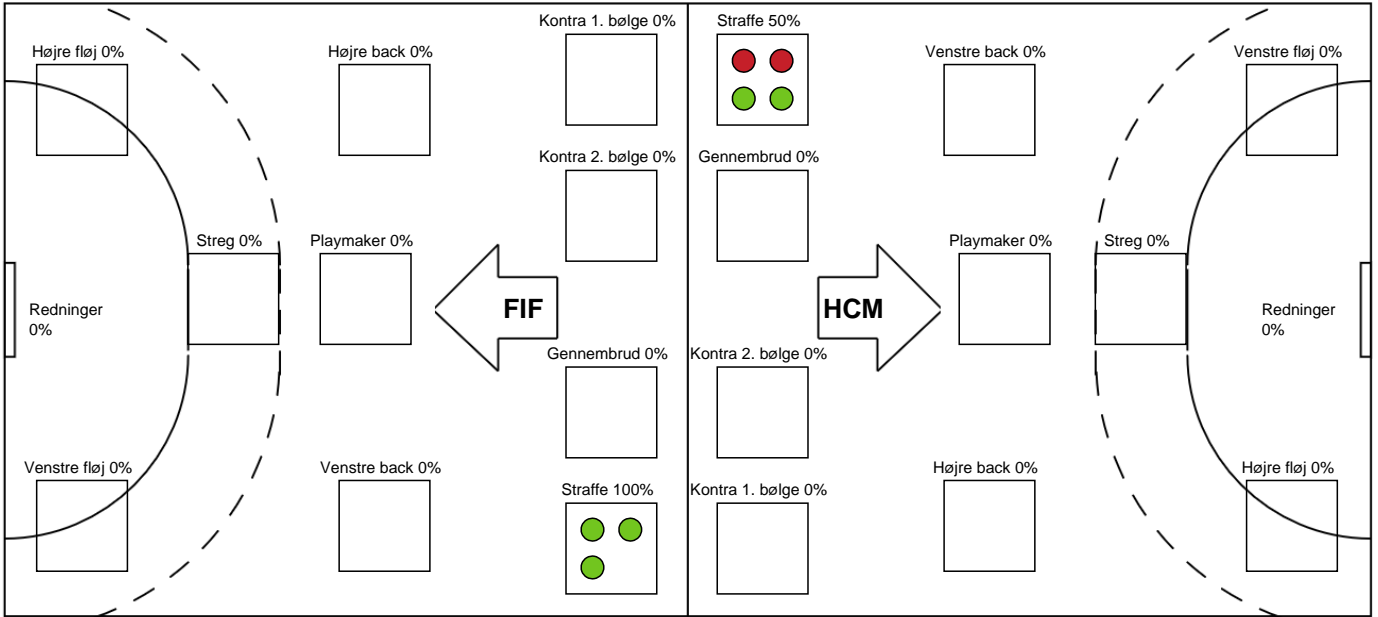 Kontra 1. bølge 0%
Straffe 50%
Højre fløj 0%
Højre back 0%
Venstre back 0%
Venstre fløj 0%
Kontra 2. bølge 0%
Gennembrud 0%
Streg 0%
Playmaker 0%
Playmaker 0%
Streg 0%
Redninger
0%
FIF
HCM
Redninger
0%
Gennembrud 0%
Kontra 2. bølge 0%
Venstre fløj 0%
Venstre back 0%
Højre back 0%
Højre fløj 0%
Straffe 100%
Kontra 1. bølge 0%